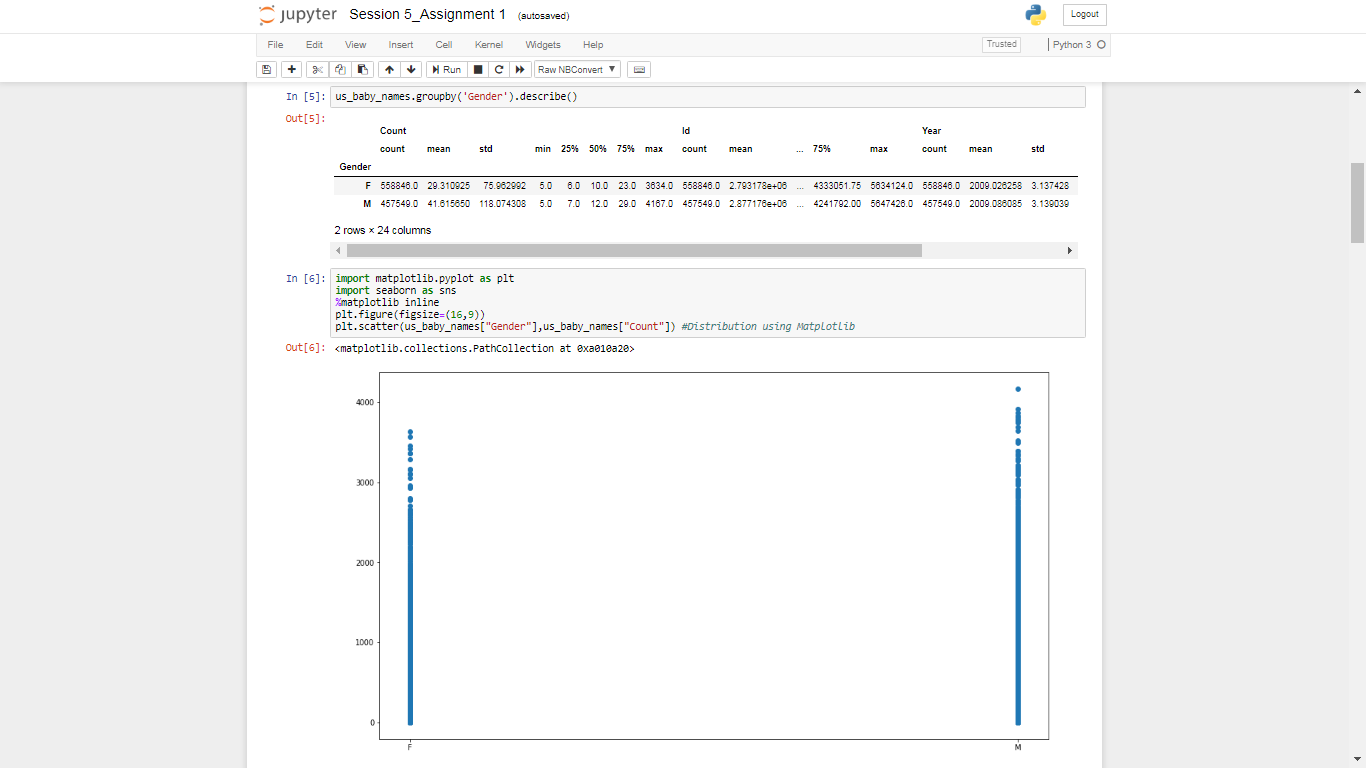 jupyter Session 5_Assignment 1 (autosaved)
Logout
File Edit View Insert Cell Kernel Widgets Help
Trusted
Python 3
Run
Raw NBConvert
In [5]: us_baby_names.groupby('Gender').describe()
Out[5]:
Count Id Year
count mean std min 25% 50% 75% max count mean ... 75% max count mean std
Gender
F 558846.0 29.310925 75.962992 5.0 6.0 10.0 23.0 3634.0 558846.0 2.793178e+06 ... 4333051.75 5634124.0 558846.0 2009.026258 3.137428
M 457549.0 41.615650 118.074308 5.0 7.0 12.0 29.0 4167.0 457549.0 2.877176e+06 ... 4241792.00 5647426.0 457549.0 2009.086085 3.139039
2 rows × 24 columns
In [6]: import matplotlib.pyplot as plt
import seaborn as sns
%matplotlib inline
plt.figure(figsize=(16,9))
plt.scatter(us_baby_names["Gender"],us_baby_names["Count"]) #Distribution using MatpLotlib
Out[6]: <matplotlib.collections.PathCollection at 0xa010a20>
4000
3000
2000
1000
0
F M